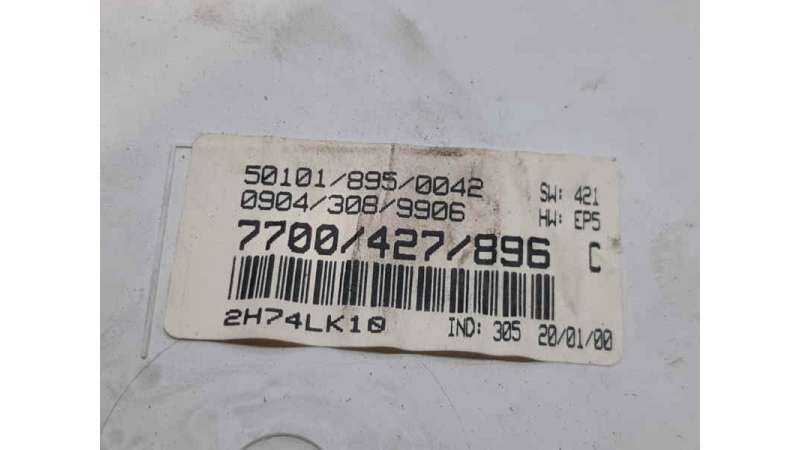 50101/895/0042 SW: 421
0904/308/9906 HW: EP5
7700/427/896 C
2H74LK10 IND: 305 20/01/00